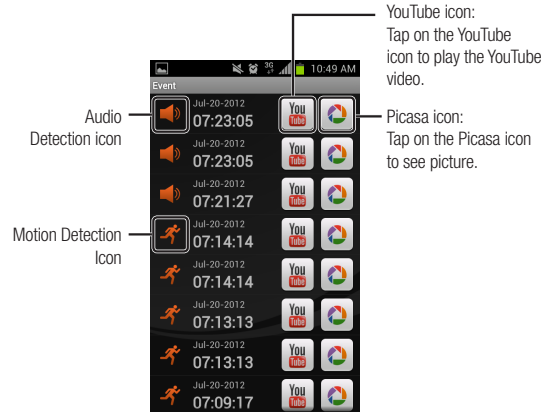 YouTube icon:
Tap on the YouTube
icon to play the YouTube
video.
3G
10:49 AM
Event
Audio
Detection icon
Jul-20-2012
07:23:05
You
Tube
Picasa icon:
Tap on the Picasa icon
to see picture.
Jul-20-2012
07:23:05
You
Tube
Jul-20-2012
07:21:27
You
Tube
Motion Detection
Icon
Jul-20-2012
07:14:14
You
Tube
Jul-20-2012
07:14:14
You
Tube
Jul-20-2012
07:13:13
You
Tube
Jul-20-2012
07:13:13
You
Tube
Jul-20-2012
07:09:17
You
Tube